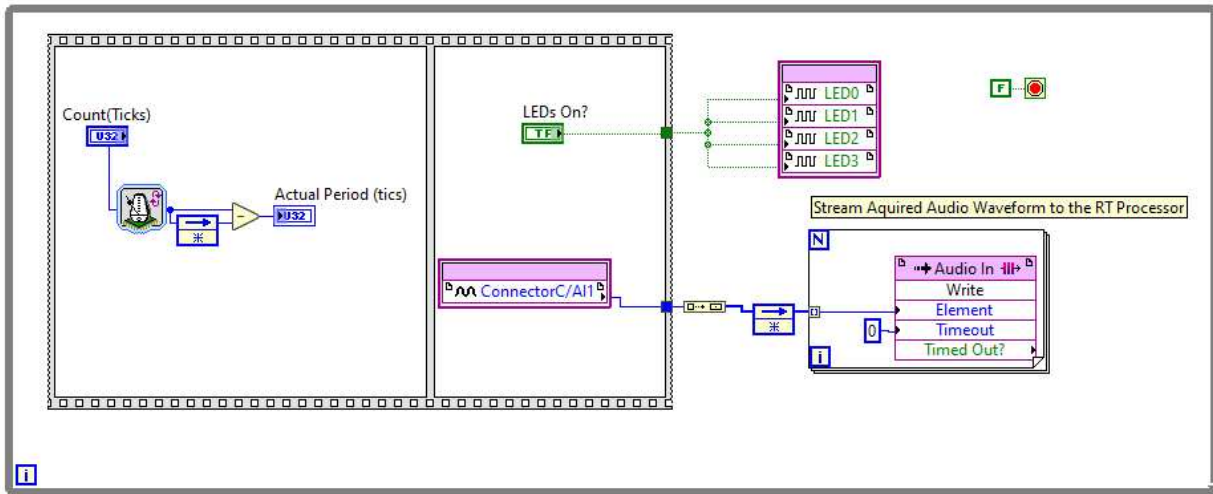 Count(Ticks)
U32
Actual Period (tics)
U32
LEDs On?
TF
ConnectorC/AI1
LED0
LED1
LED2
LED3
F
Stream Aquired Audio Waveform to the RT Processor
N
Audio In
Write
Element
0
Timeout
Timed Out?
i
i